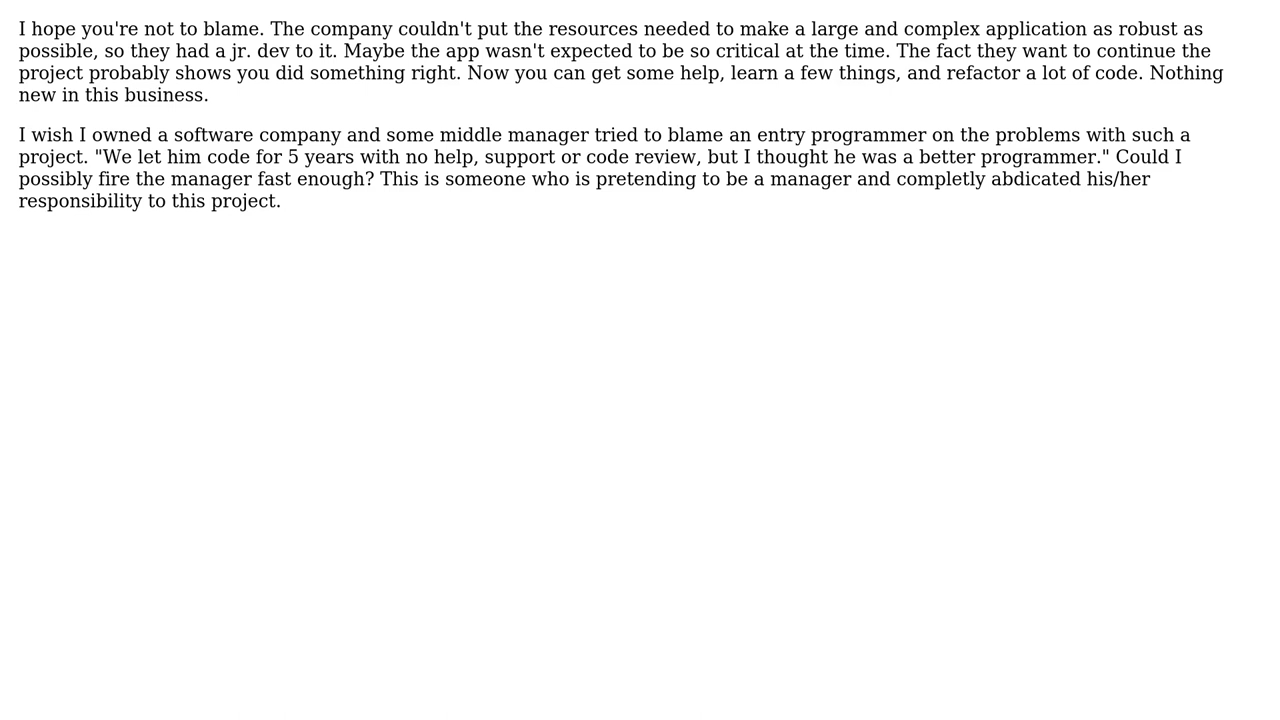 I hope you're not to blame. The company couldn't put the resources needed to make a large and complex application as robust as
possible, so they had a jr. dev to it. Maybe the app wasn't expected to be so critical at the time. The fact they want to continue the
project probably shows you did something right. Now you can get some help, learn a few things, and refactor a lot of code. Nothing
new in this business.
I wish I owned a software company and some middle manager tried to blame an entry programmer on the problems with such a
project. "We let him code for 5 years with no help, support or code review, but I thought he was a better programmer." Could I
possibly fire the manager fast enough? This is someone who is pretending to be a manager and completly abdicated his/her
responsibility to this project.